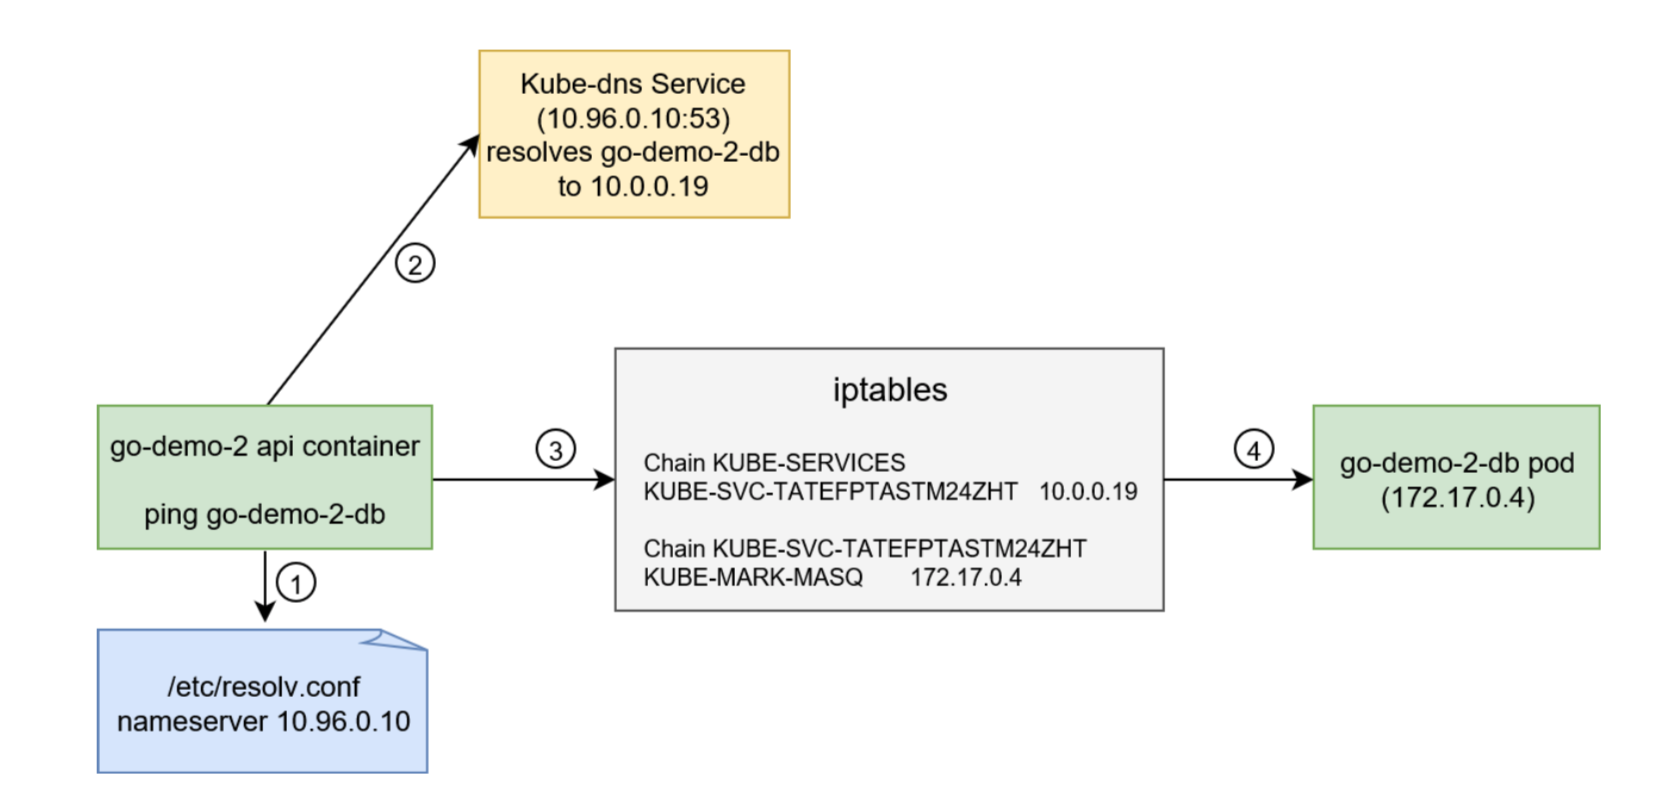 Kube-dns Service
(10.96.0.10:53)
resolves go-demo-2-db
to 10.0.0.19
2
go-demo-2 api container
ping go-demo-2-db
3
iptables
Chain KUBE-SERVICES
KUBE-SVC-TATEFPTASTM24ZHT 10.0.0.19
Chain KUBE-SVC-TATEFPTASTM24ZHT
KUBE-MARK-MASQ 172.17.0.4
4
go-demo-2-db pod
(172.17.0.4)
1
/etc/resolv.conf
nameserver 10.96.0.10